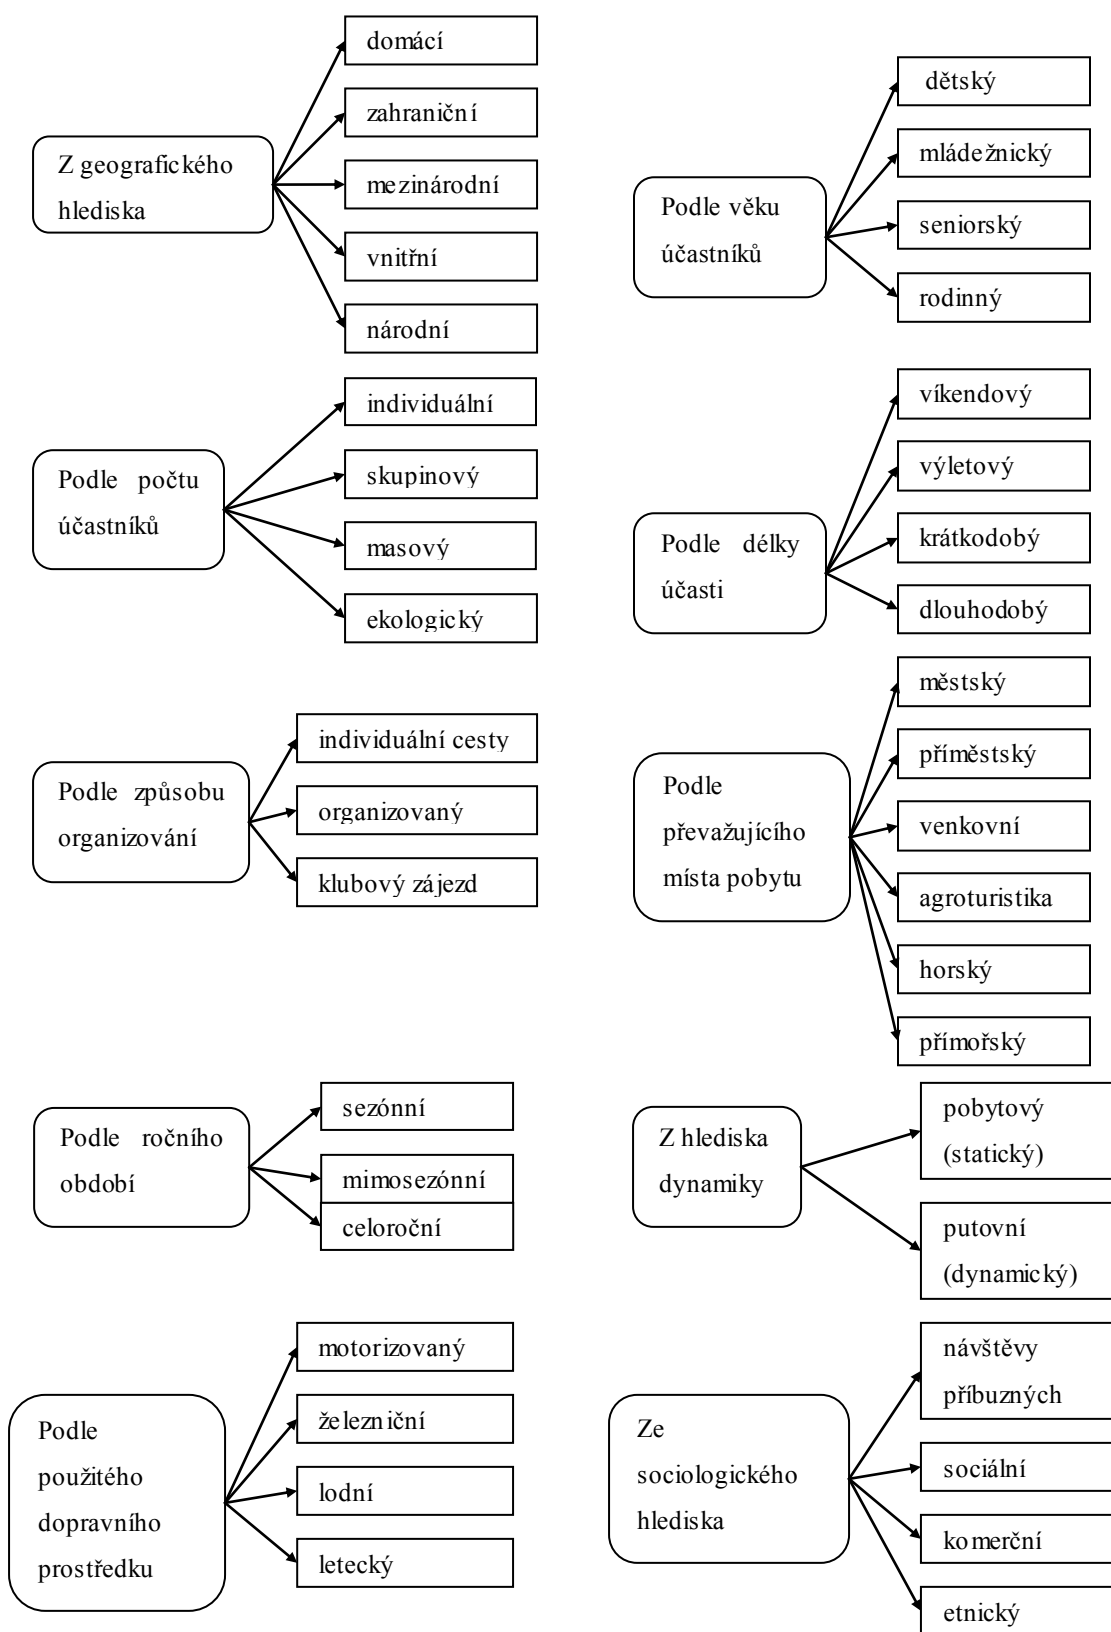 Z geografického
hlediska
domácí
zahraniční
mezinárodní
vnitřní
národní
Podle věku
účastníků
dětský
mládežnický
seniorský
rodinný
Podle počtu
účastníků
individuální
skupinový
masový
ekologický
Podle délky
účasti
víkendový
výletový
krátkodobý
dlouhodobý
Podle způsobu
organizování
individuální cesty
organizovaný
klubový zájezd
Podle
převažujícího
místa pobytu
městský
příměstský
venkovní
agroturistika
horský
přímořský
Podle ročního
období
sezónní
mimosezónní
celoroční
Z hlediska
dynamiky
pobytový
(statický)
putovní
(dynamický)
Podle
použitého
dopravního
prostředku
motorizovaný
železniční
lodní
letecký
Ze
sociologického
hlediska
návštěvy
příbuzných
sociální
komerční
etnický